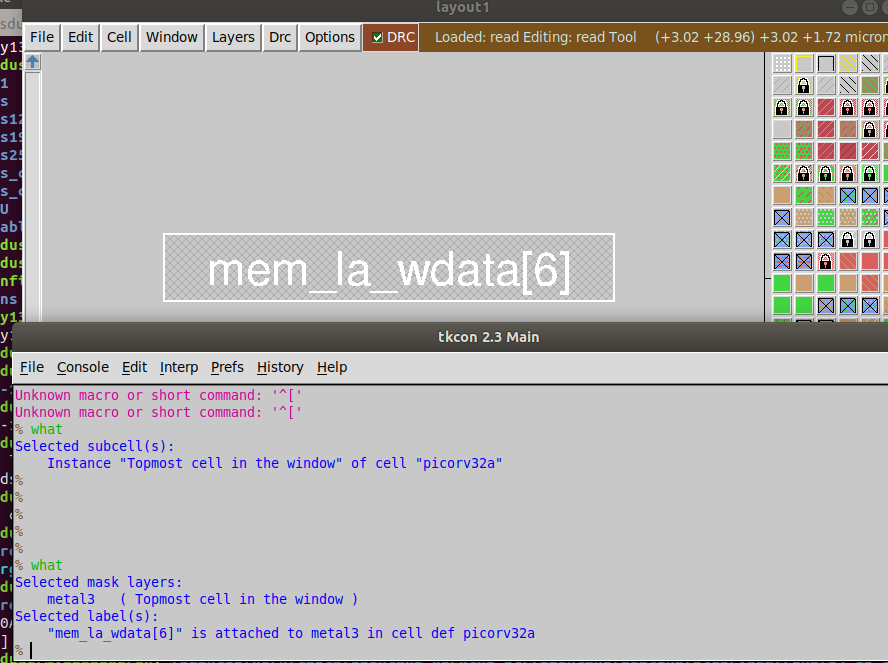 layout1
File Edit Cell Window Layers Drc Options DRC Loaded: read Editing: read Tool (+3.02 +28.96) +3.02 +1.72 micron
mem_la_wdata[6]
tkcon 2.3 Main
File Console Edit Interp Prefs History Help
Unknown macro or short command: '^['
Unknown macro or short command: '^['
% what
Selected subcell(s):
Instance "Topmost cell in the window" of cell "picorv32a"
%
%
%
%
%
% what
Selected mask layers:
metal3 ( Topmost cell in the window )
Selected label(s):
"mem_la_wdata[6]" is attached to metal3 in cell def picorv32a
%